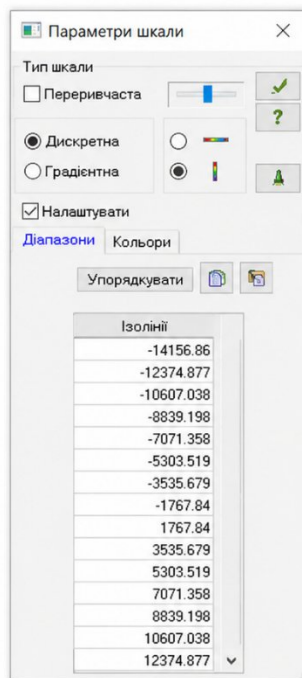 Параметри шкали
Тип шкали
Переривчаста
?
Дискретна
Градієнтна
Налаштувати
Діапазони Кольори
Упорядкувати
Ізолінії
-14156.86
-12374.877
-10607.038
-8839.198
-7071.358
-5303.519
-3535.679
-1767.84
1767.84
3535.679
5303.519
7071.358
8839.198
10607.038
12374.877